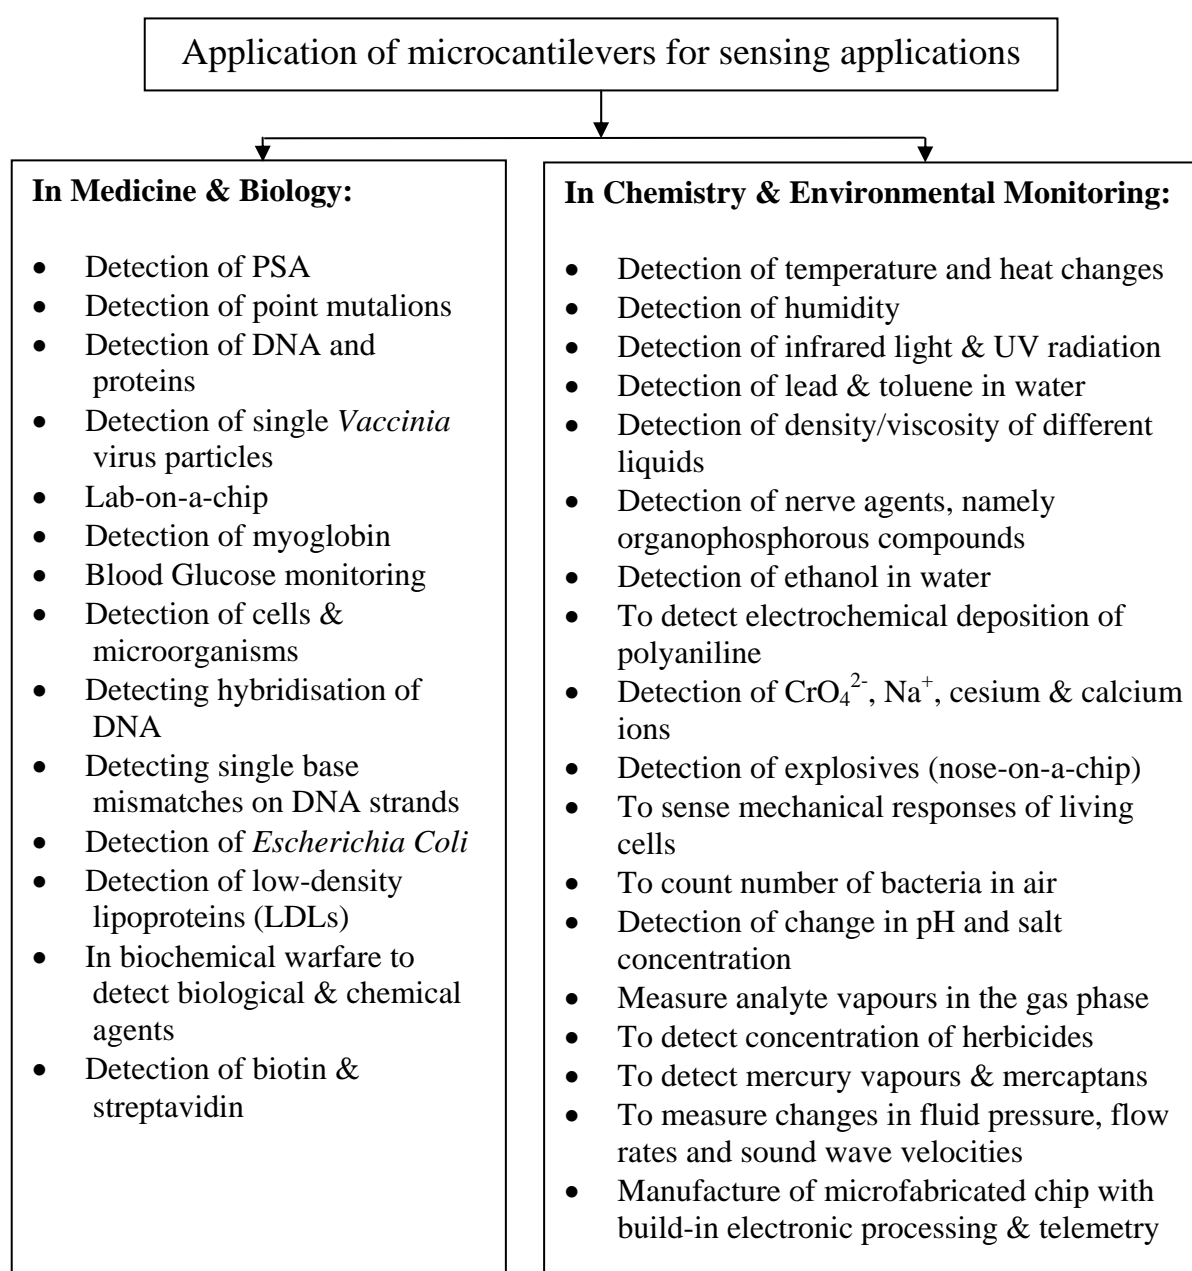 Application of microcantilevers for sensing applications
In Medicine & Biology:
• Detection of PSA
• Detection of point mutalions
• Detection of DNA and
proteins
• Detection of single Vaccinia
virus particles
• Lab-on-a-chip
• Detection of myoglobin
• Blood Glucose monitoring
• Detection of cells &
microorganisms
• Detecting hybridisation of
DNA
• Detecting single base
mismatches on DNA strands
• Detection of Escherichia Coli
• Detection of low-density
lipoproteins (LDLs)
• In biochemical warfare to
detect biological & chemical
agents
• Detection of biotin &
streptavidin
In Chemistry & Environmental Monitoring:
• Detection of temperature and heat changes
• Detection of humidity
• Detection of infrared light & UV radiation
• Detection of lead & toluene in water
• Detection of density/viscosity of different
liquids
• Detection of nerve agents, namely
organophosphorous compounds
• Detection of ethanol in water
• To detect electrochemical deposition of
polyaniline
• Detection of CrO₄²⁻, Na⁺, cesium & calcium
ions
• Detection of explosives (nose-on-a-chip)
• To sense mechanical responses of living
cells
• To count number of bacteria in air
• Detection of change in pH and salt
concentration
• Measure analyte vapours in the gas phase
• To detect concentration of herbicides
• To detect mercury vapours & mercaptans
• To measure changes in fluid pressure, flow
rates and sound wave velocities
• Manufacture of microfabricated chip with
build-in electronic processing & telemetry